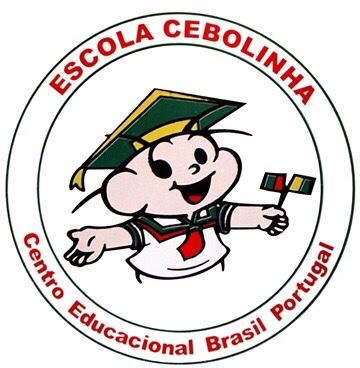 ESCOLA CEBOLINHA
Centro Educacional Brasil Portugal